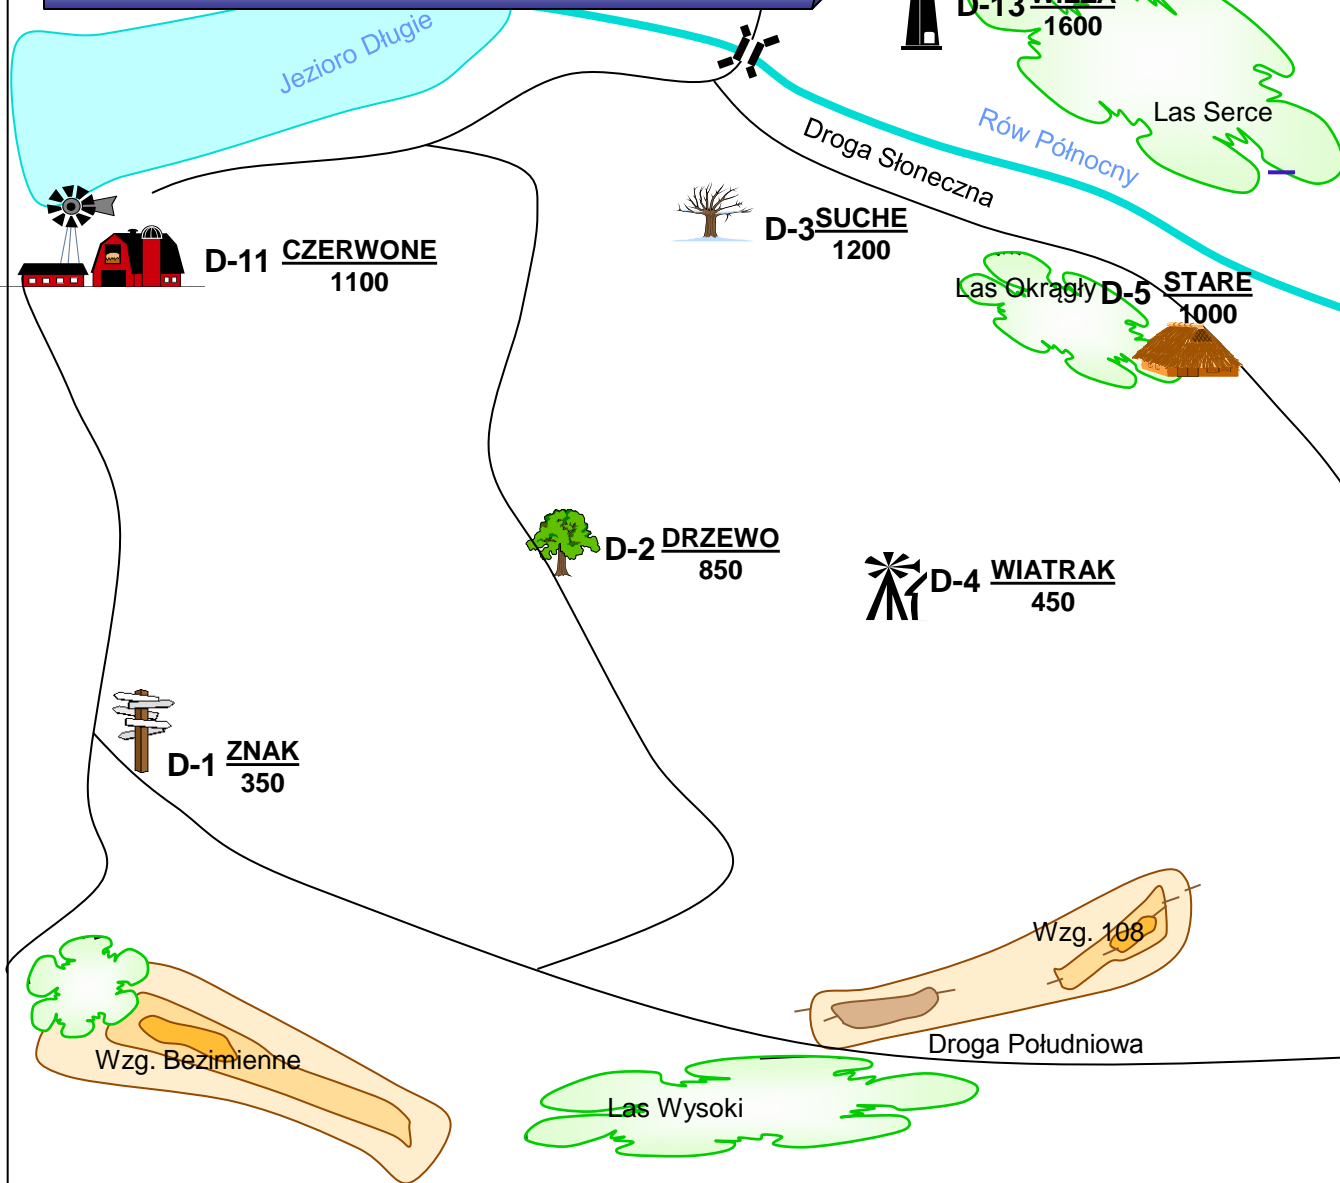 D-13
1600
Jezioro Długie
Las Serce
Rów Północny
Droga Słoneczna
D-3 SUCHE
1200
D-11 CZERWONE
1100
Las Okrągły
D-5 STARE
1000
D-2 DRZEWO
850
D-4 WIATRAK
450
D-1 ZNAK
350
Wzg. 108
Droga Południowa
Wzg. Bezimienne
Las Wysoki